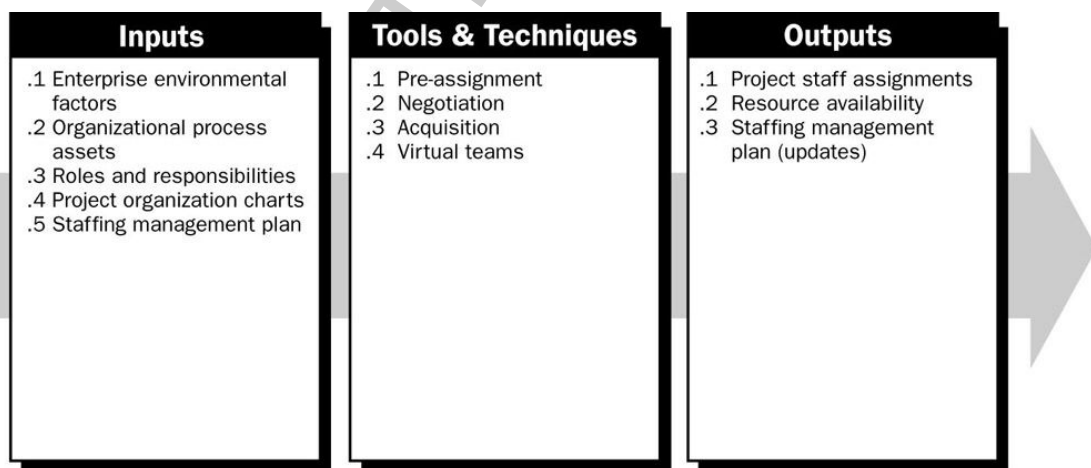 Inputs
.1 Enterprise environmental
factors
.2 Organizational process
assets
.3 Roles and responsibilities
.4 Project organization charts
.5 Staffing management plan
Tools & Techniques
.1 Pre-assignment
.2 Negotiation
.3 Acquisition
.4 Virtual teams
Outputs
.1 Project staff assignments
.2 Resource availability
.3 Staffing management
plan (updates)